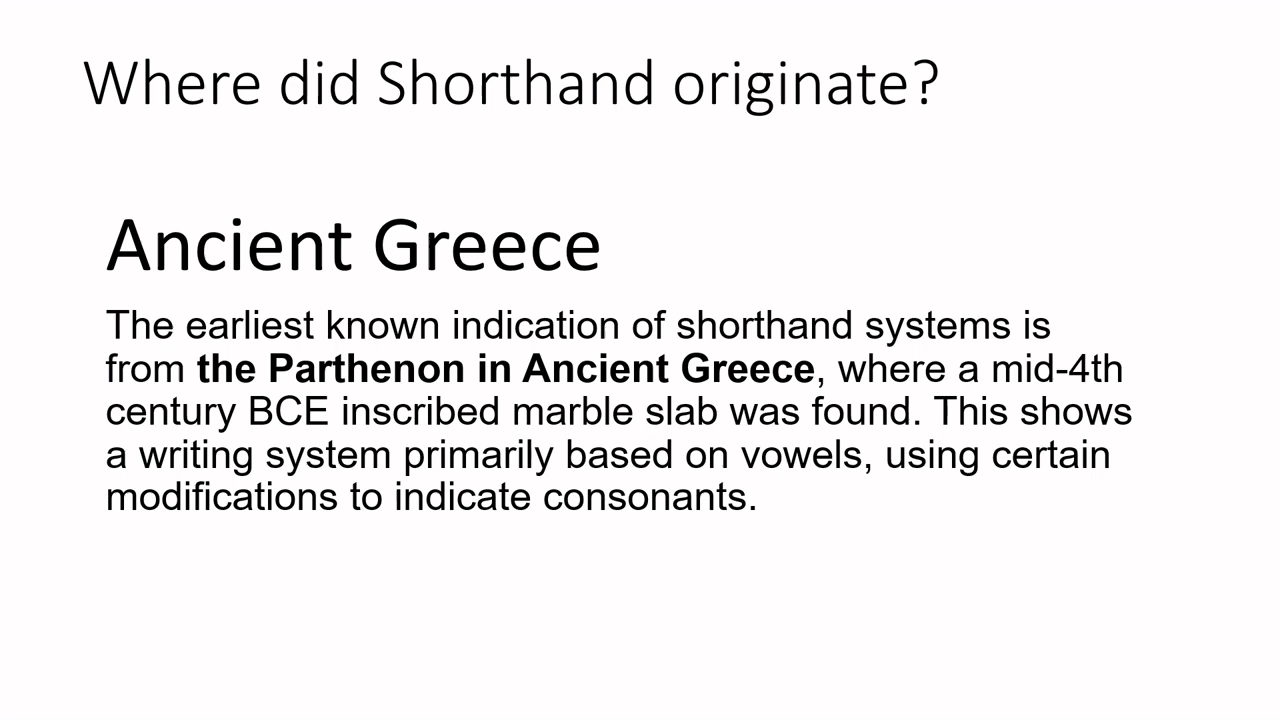 Where did Shorthand originate?
Ancient Greece
The earliest known indication of shorthand systems is
from the Parthenon in Ancient Greece, where a mid-4th
century BCE inscribed marble slab was found. This shows
a writing system primarily based on vowels, using certain
modifications to indicate consonants.